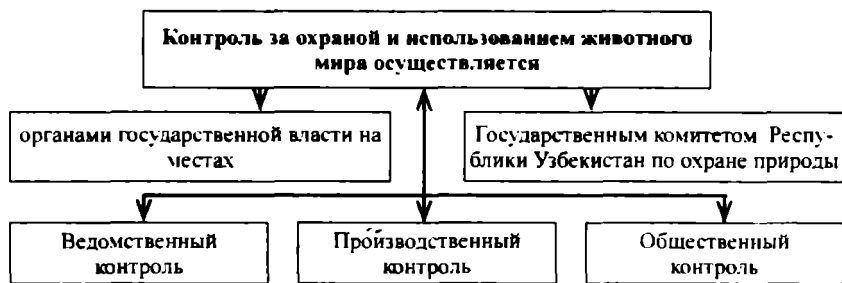 Контроль за охраной и использованием животного
мира осуществляется
органами государственной власти на
местах
Государственным комитетом Респу-
блики Узбекистан по охране природы
Ведомственный
контроль
Производственный
контроль
Общественный
контроль